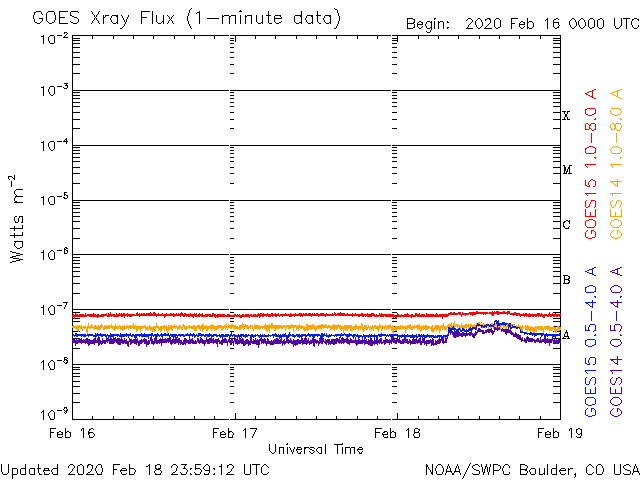 GOES Xray Flux (1-minute data)
Begin: 2020 Feb 16 0000 UTC
10-2
10-3
10-4
10-5
10-6
10-7
10-8
10-9
Watts m-2
X
M
C
B
A
GOES15 1.0-8.0 A
GOES14 1.0-8.0 A
GOES15 0.5-4.0 A
GOES14 0.5-4.0 A
Feb 16
Feb 17
Feb 18
Feb 19
Universal Time
Updated 2020 Feb 18 23:59:12 UTC
NOAA/SWPC Boulder, CO USA